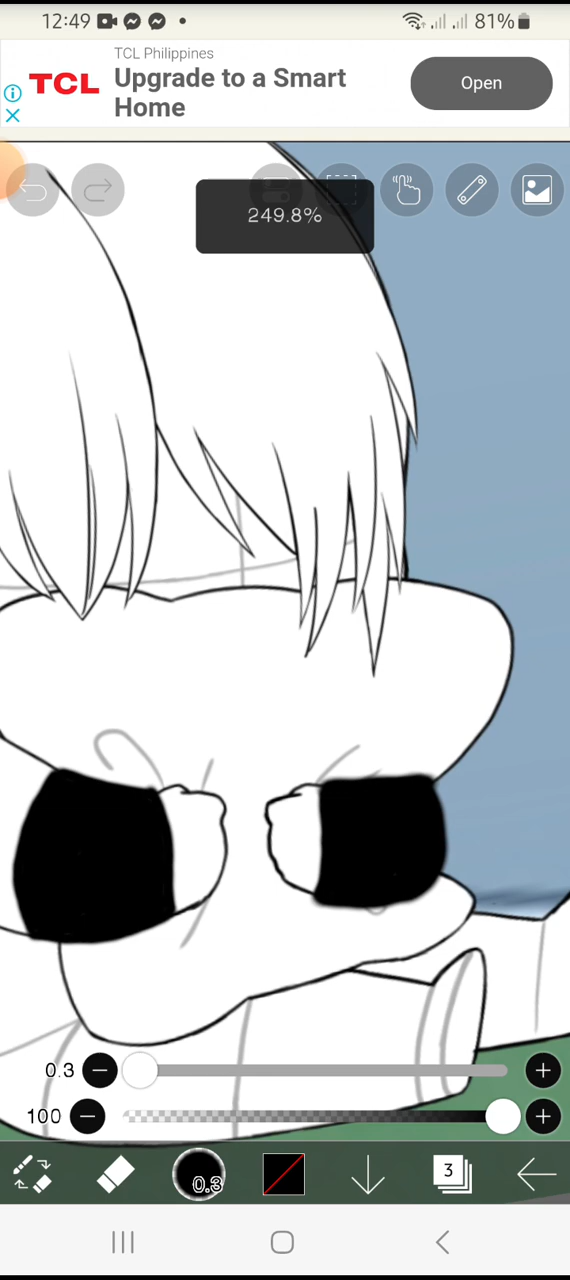 12:49
81%
TCL Philippines
TCL
Upgrade to a Smart
Home
Open
249.8%
0.3
100
0.3
3